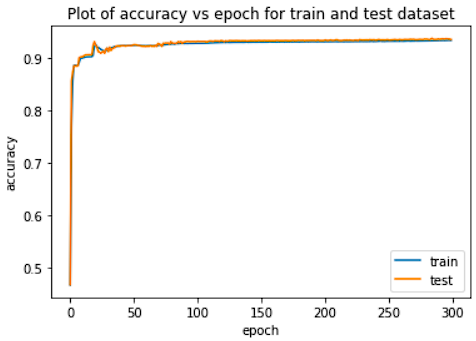 Plot of accuracy vs epoch for train and test dataset
0.9
0.8
0.7
0.6
0.5
accuracy
train
test
0 50 100 150 200 250 300
epoch